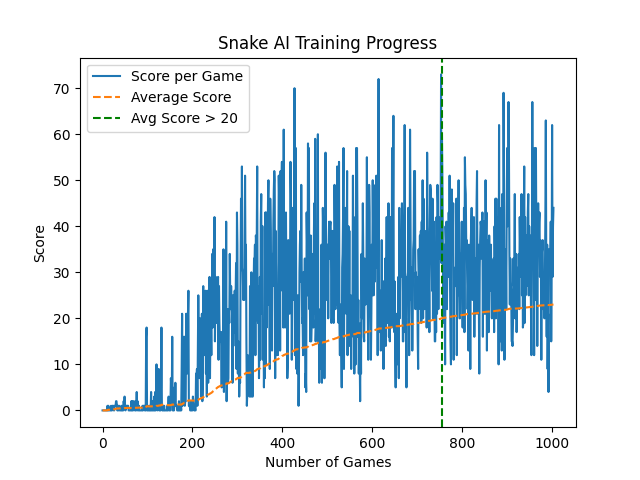 Snake AI Training Progress
Score per Game
Average Score
Avg Score > 20
70
60
50
40
30
20
10
0
Score
0 200 400 600 800 1000
Number of Games